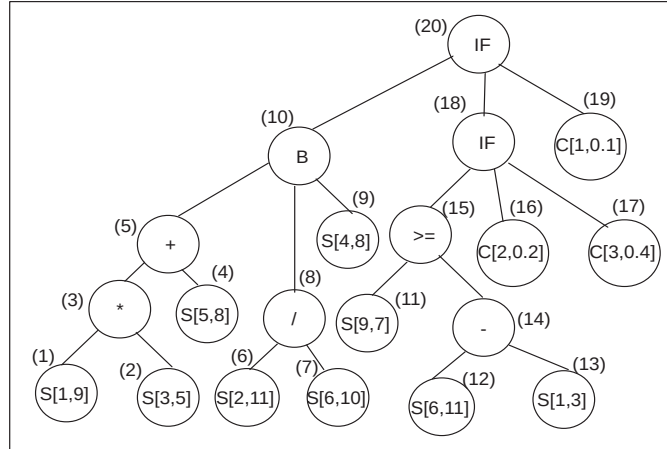 (20) IF
(10) (18) (19)
B IF C[1,0.1]
(5) (9) (15) (16) (17)
+ S[4,8] >= C[2,0.2] C[3,0.4]
(3) (4) (8) (11) (14)
* S[5,8] / S[9,7] -
(1) (2) (6) (7) (12) (13)
S[1,9] S[3,5] S[2,11] S[6,10] S[6,11] S[1,3]